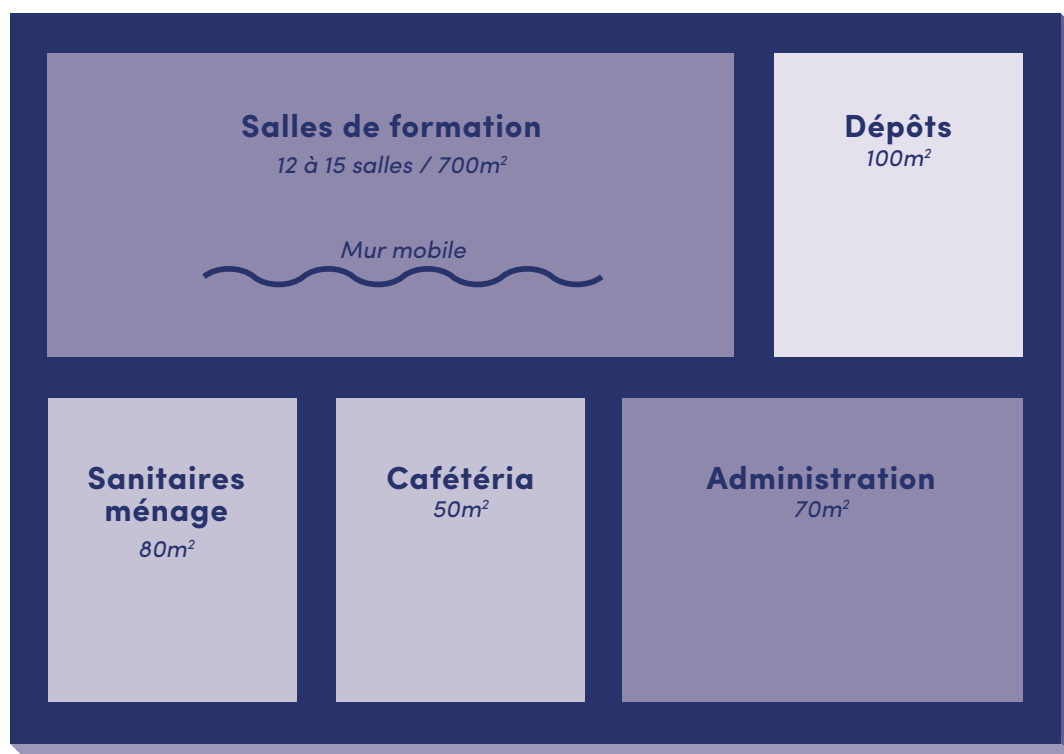 Salles de formation
12 à 15 salles / 700m²
Mur mobile
Dépôts
100m²
Sanitaires
ménage
80m²
Cafétéria
50m²
Administration
70m²